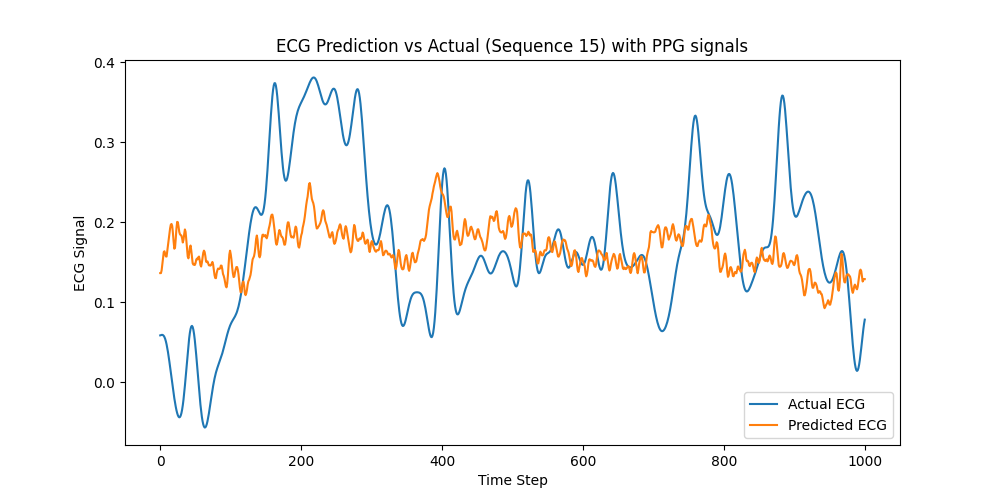 ECG Prediction vs Actual (Sequence 15) with PPG signals
0.4
0.3
0.2
0.1
0.0
ECG Signal
0 200 400 600 800 1000
Time Step
Actual ECG
Predicted ECG